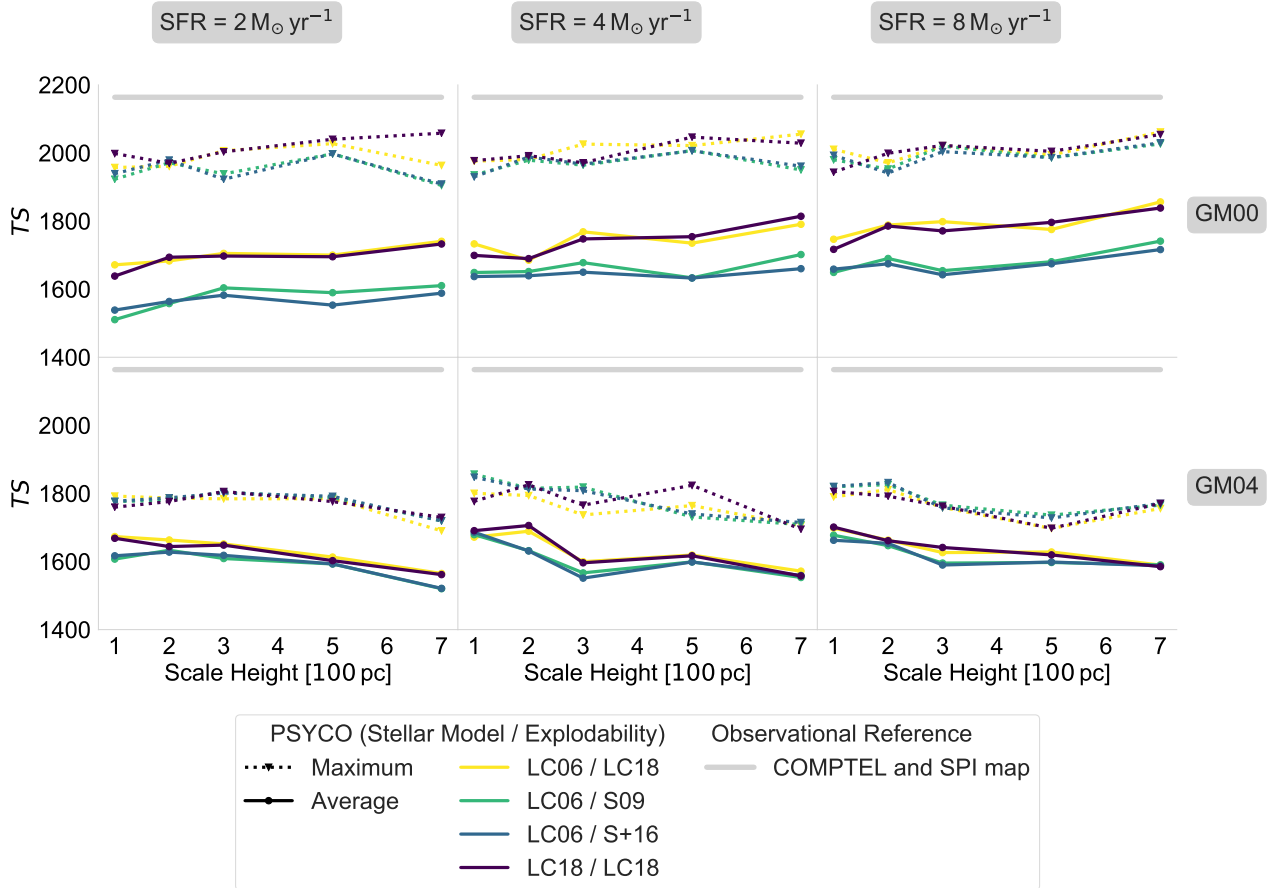 SFR = 2 M⊙ yr⁻¹ SFR = 4 M⊙ yr⁻¹ SFR = 8 M⊙ yr⁻¹
2200
2000
1800
1600
1400
TS
GM00
2000
1800
1600
1400
TS
GM04
1 2 3 4 5 6 7 1 2 3 4 5 6 7 1 2 3 4 5 6 7
Scale Height [100 pc] Scale Height [100 pc] Scale Height [100 pc]
PSYCO (Stellar Model / Explodability) Observational Reference
Maximum LC06 / LC18 COMPTEL and SPI map
Average LC06 / S09
LC06 / S+16
LC18 / LC18